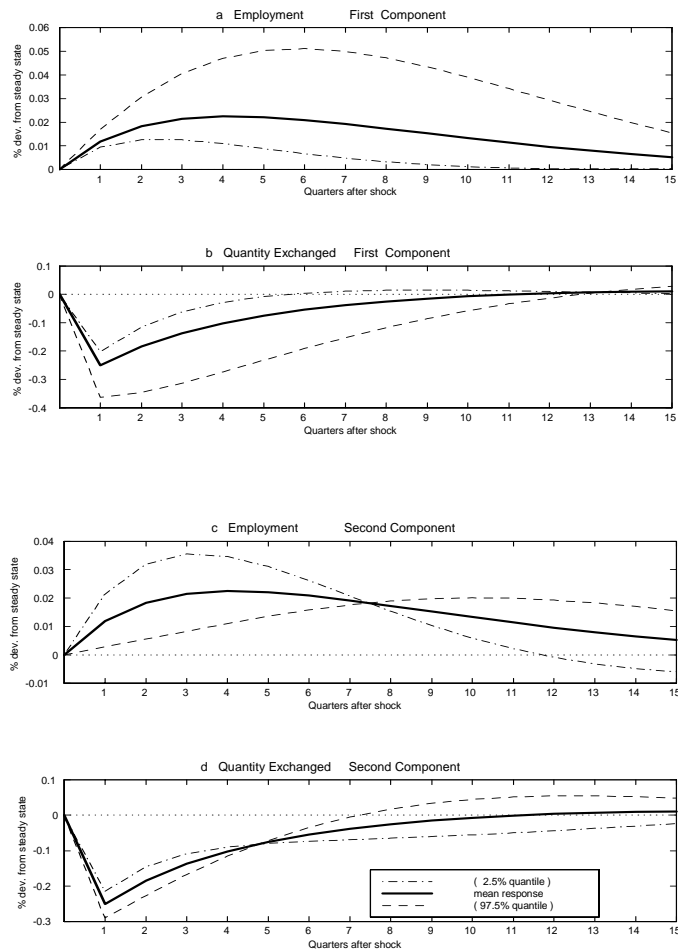 a Employment First Component
% dev. from steady state
0.06
0.05
0.04
0.03
0.02
0.01
0
1 2 3 4 5 6 7 8 9 10 11 12 13 14 15
Quarters after shock
b Quantity Exchanged First Component
% dev. from steady state
0.1
0
-0.1
-0.2
-0.3
-0.4
1 2 3 4 5 6 7 8 9 10 11 12 13 14 15
Quarters after shock
c Employment Second Component
% dev. from steady state
0.04
0.03
0.02
0.01
0
-0.01
1 2 3 4 5 6 7 8 9 10 11 12 13 14 15
Quarters after shock
d Quantity Exchanged Second Component
% dev. from steady state
0.1
0
-0.1
-0.2
-0.3
( 2.5% quantile )
mean response
( 97.5% quantile )
1 2 3 4 5 6 7 8 9 10 11 12 13 14 15
Quarters after shock